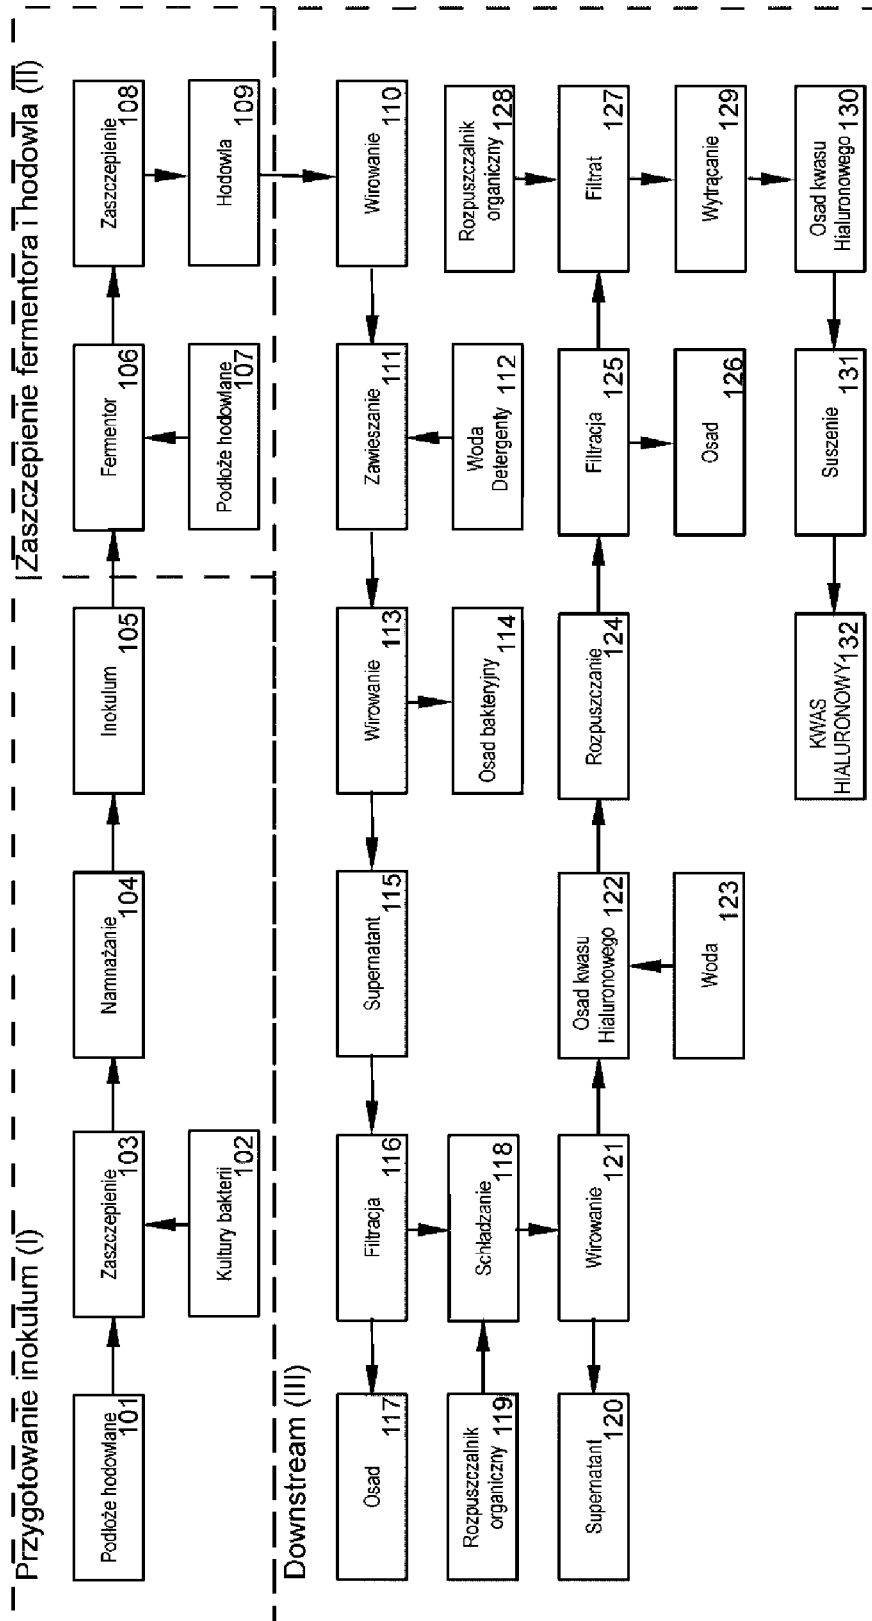 Przygotowanie inokulum (I)
Podłoże hodowlane
101
Zaszczepienie
103
Kultury bakterii
102
Namnażanie
104
Inokulum
105
Zaszczepienie fermentora i hodowla (II)
Fermentor
106
Podłoże hodowlane
107
Zaszczepienie
108
Hodowla
109
Downstream (III)
Wirowanie
110
Zawieszanie
111
Woda
Detergenty
112
Wirowanie
113
Osad bakteryjny
114
Supernatant
115
Filtracja
116
Osad
117
Schładzanie
118
Rozpuszczalnik
organiczny
119
Supernatant
120
Wirowanie
121
Osad kwasu
Hialuronowego
122
Woda
123
Rozpuszczanie
124
Filtracja
125
Osad
126
Filtrat
127
Rozpuszczalnik
organiczny
128
Wytrącanie
129
Osad kwasu
Hialuronowego
130
Suszenie
131
KWAS
HIALURONOWY
132